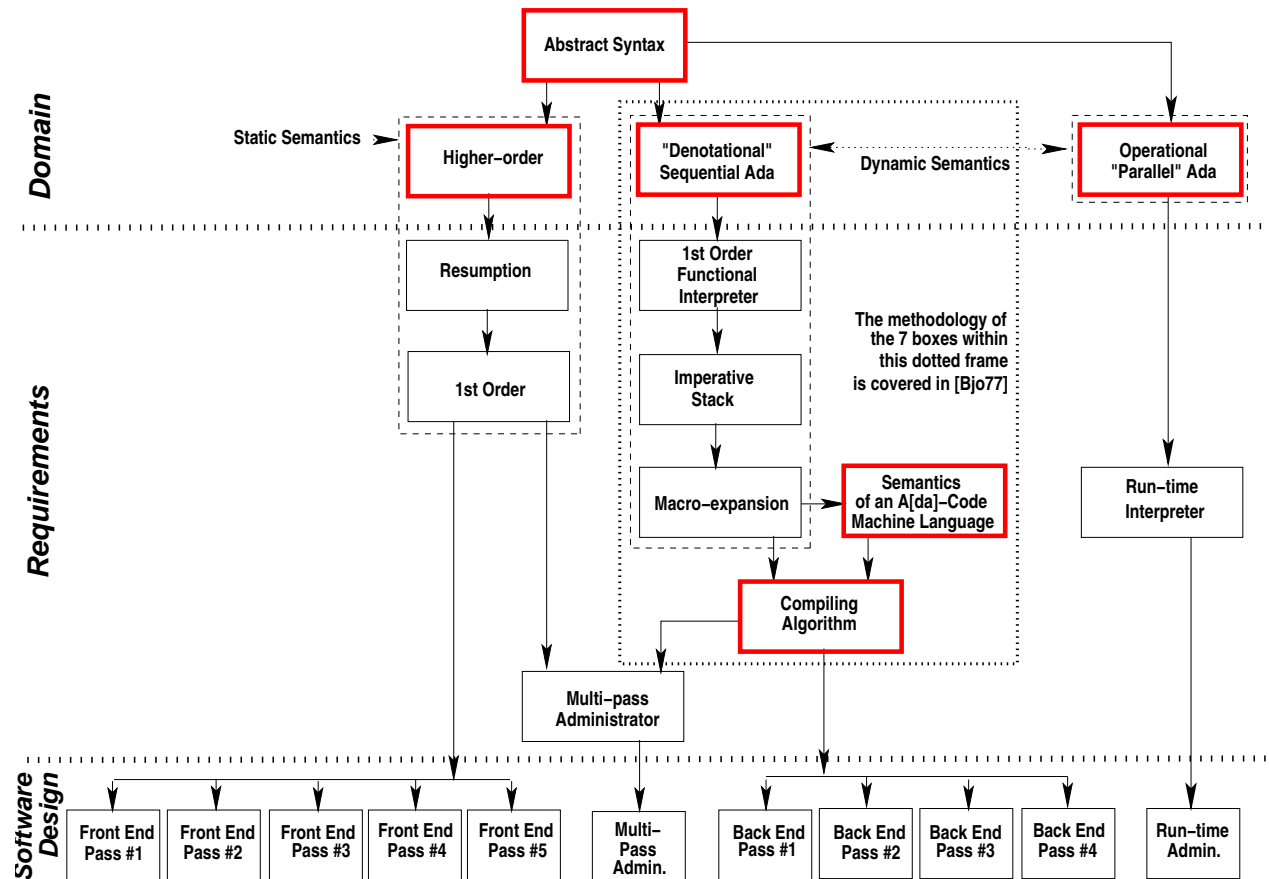 Abstract Syntax
Domain
Static Semantics
Higher–order
"Denotational"
Sequential Ada
Dynamic Semantics
Operational
"Parallel" Ada
Requirements
Resumption
1st Order
Functional
Interpreter
The methodology of
the 7 boxes within
this dotted frame
is covered in [Bjo77]
1st Order
Imperative
Stack
Macro–expansion
Semantics
of an A[da]–Code
Machine Language
Run–time
Interpreter
Compiling
Algorithm
Multi–pass
Administrator
Software
Design
Front End
Pass #1
Front End
Pass #2
Front End
Pass #3
Front End
Pass #4
Front End
Pass #5
Multi–
Pass
Admin.
Back End
Pass #1
Back End
Pass #2
Back End
Pass #3
Back End
Pass #4
Run–time
Admin.